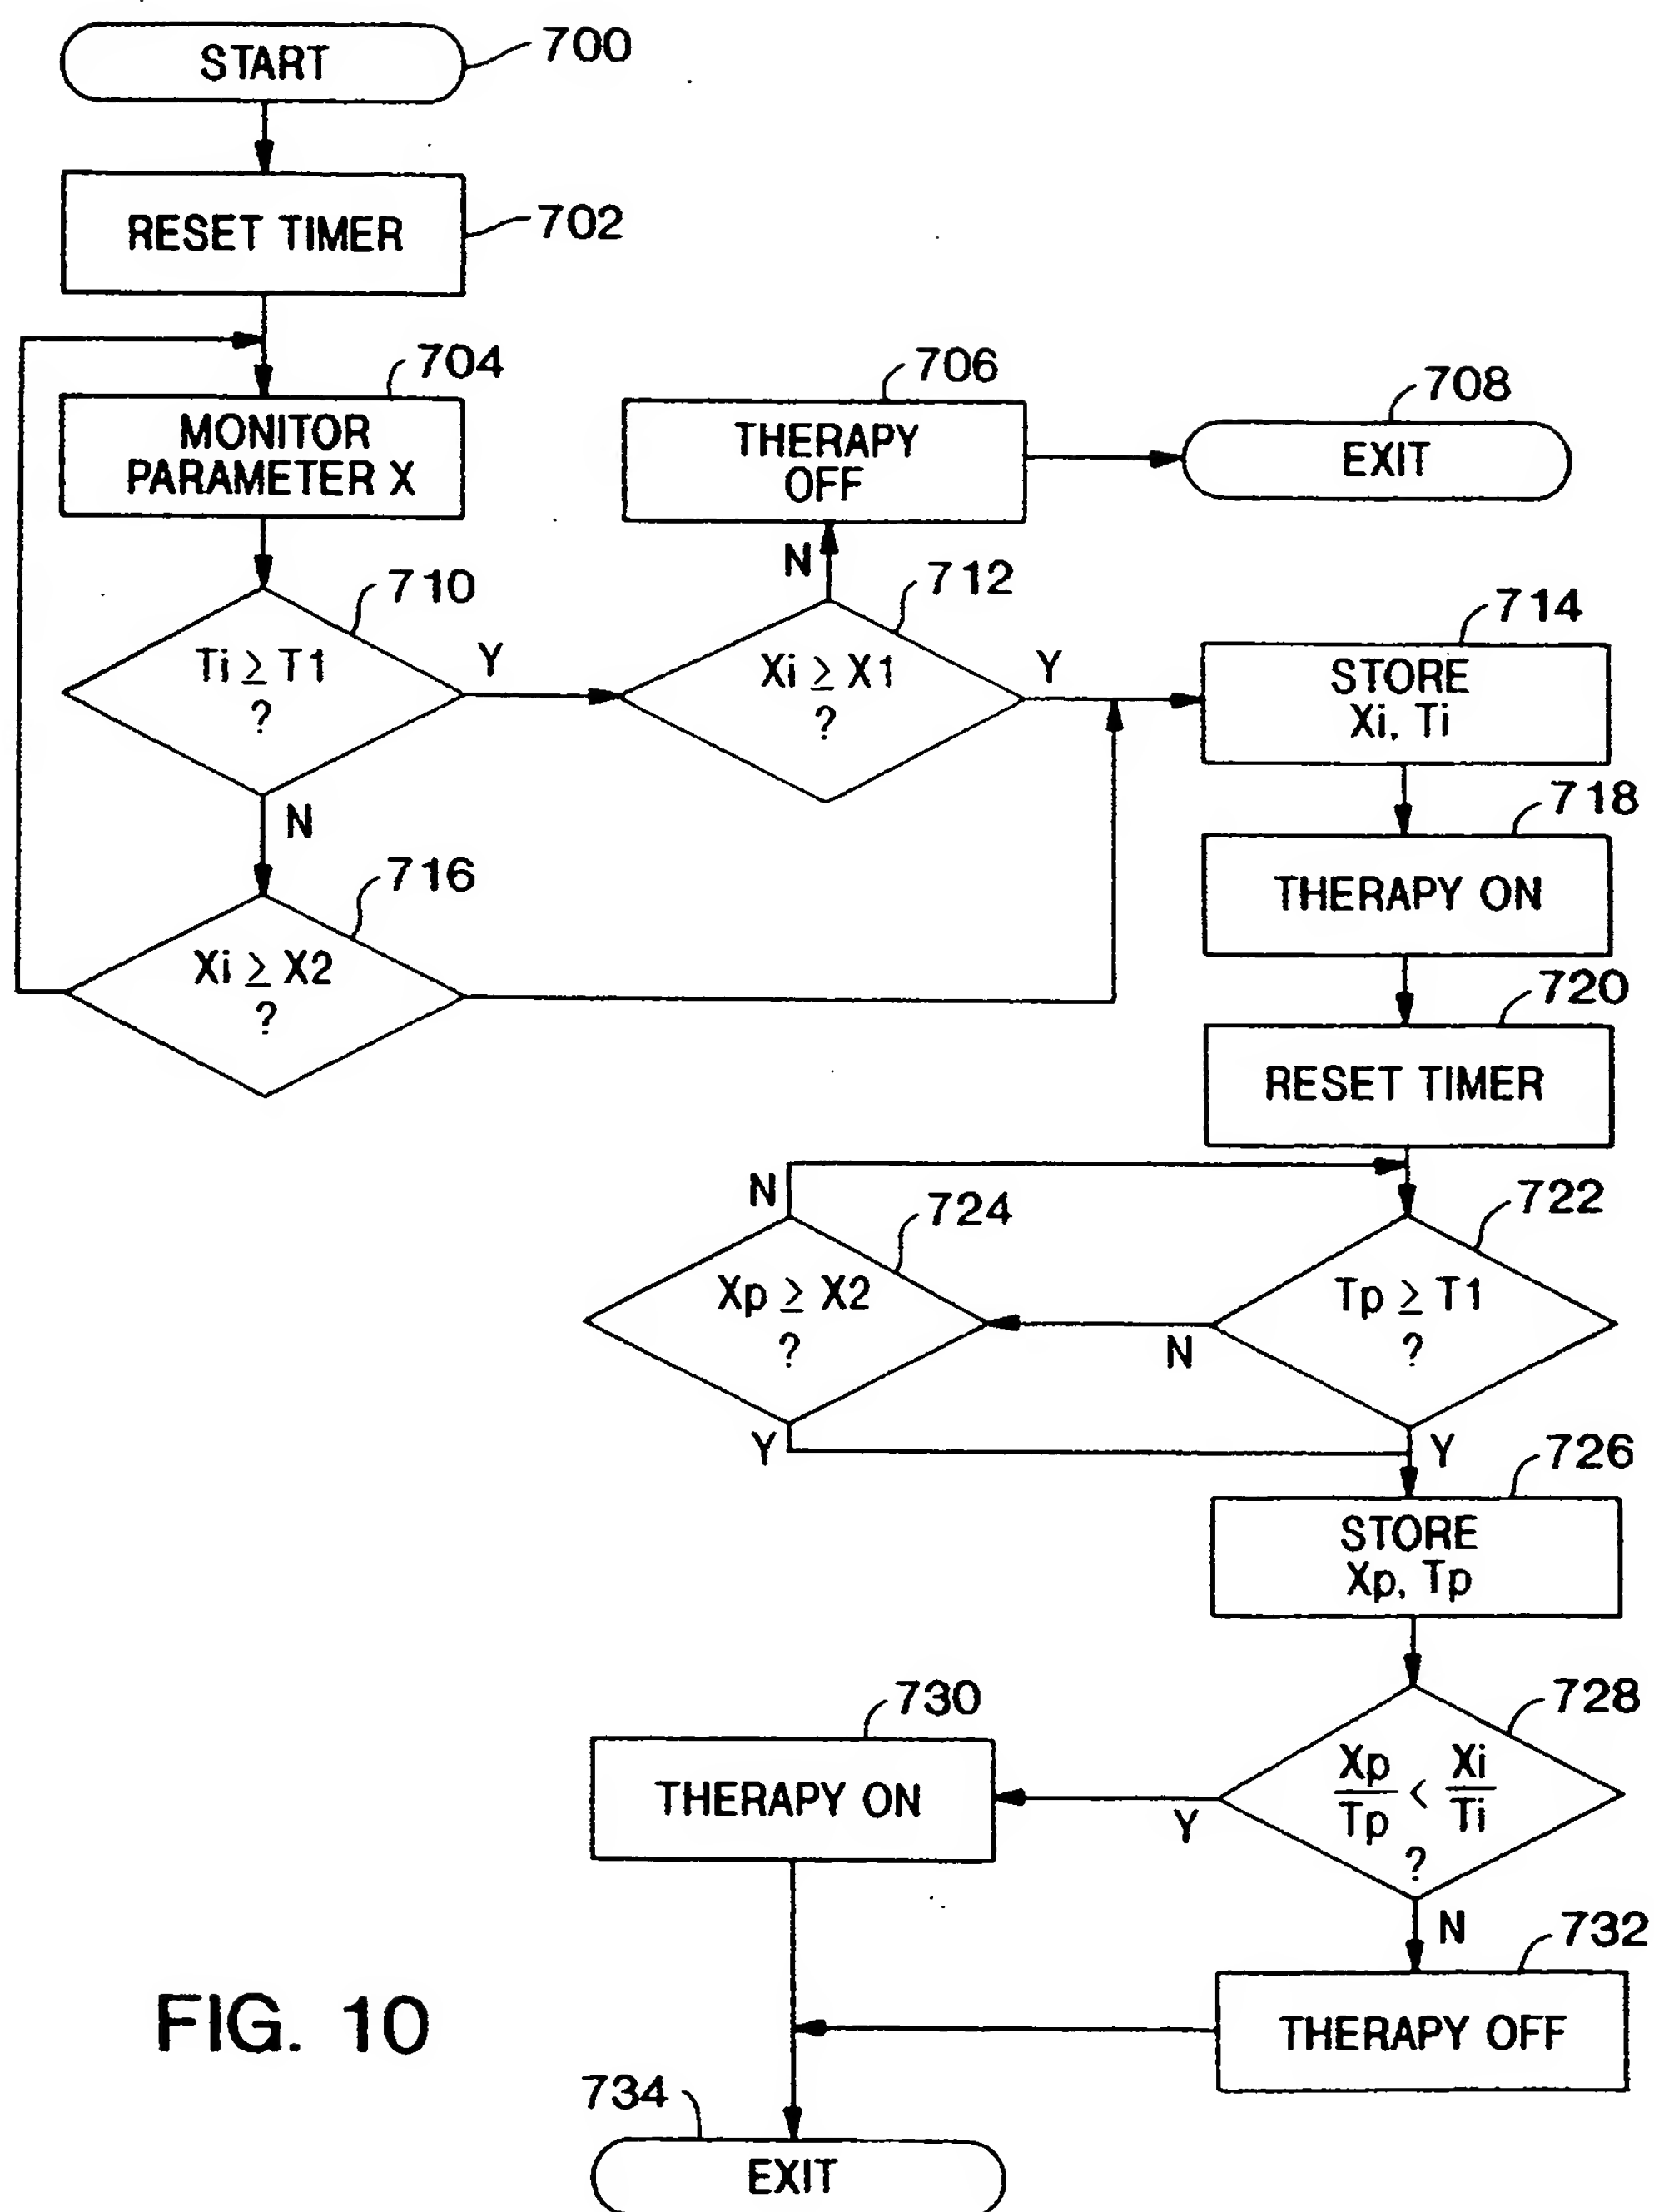 START
700
RESET TIMER
702
704
MONITOR
PARAMETER X
706
THERAPY
OFF
708
EXIT
710
Ti ≥ T1
?
Y
N
712
Xi ≥ X1
?
N
Y
714
STORE
Xi, Ti
716
Xi ≥ X2
?
718
THERAPY ON
720
RESET TIMER
722
Tp ≥ T1
?
N
Y
724
Xp ≥ X2
?
N
Y
726
STORE
Xp, Tp
728
Xp/Tp < Xi/Ti
?
Y
N
730
THERAPY ON
732
THERAPY OFF
734
EXIT
FIG. 10